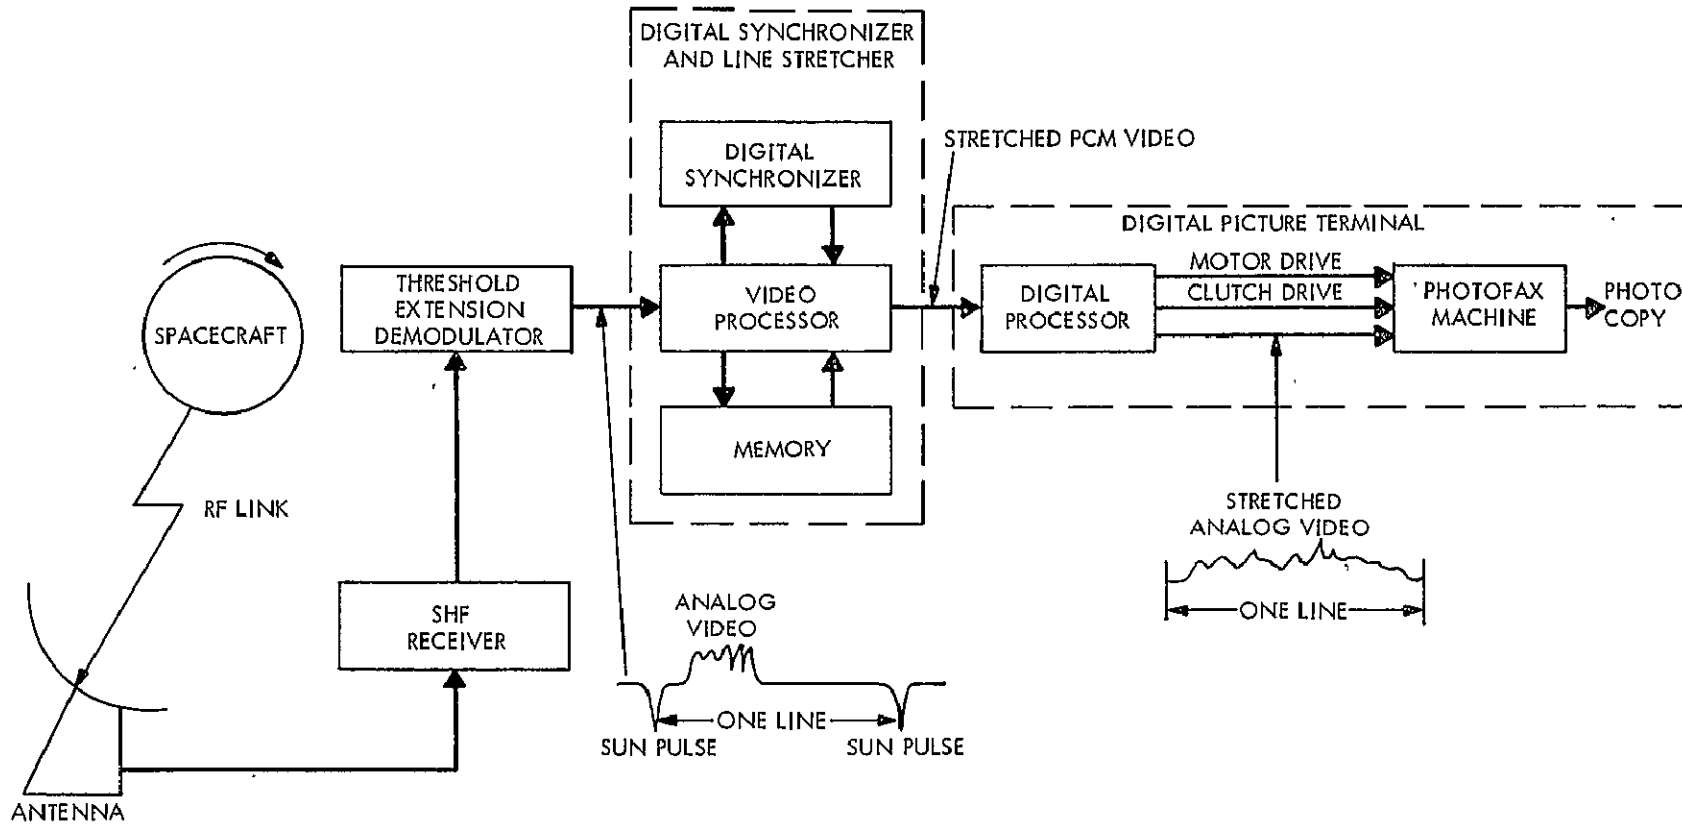 DIGITAL SYNCHRONIZER
AND LINE STRETCHER
DIGITAL
SYNCHRONIZER
STRETCHED PCM VIDEO
DIGITAL PICTURE TERMINAL
SPACECRAFT
THRESHOLD
EXTENSION
DEMODULATOR
VIDEO
PROCESSOR
DIGITAL
PROCESSOR
MOTOR DRIVE
CLUTCH DRIVE
PHOTOFAX
MACHINE
PHOTO
COPY
MEMORY
RF LINK
STRETCHED
ANALOG VIDEO
ONE LINE
SHF
RECEIVER
ANALOG
VIDEO
ONE LINE
SUN PULSE
SUN PULSE
ANTENNA